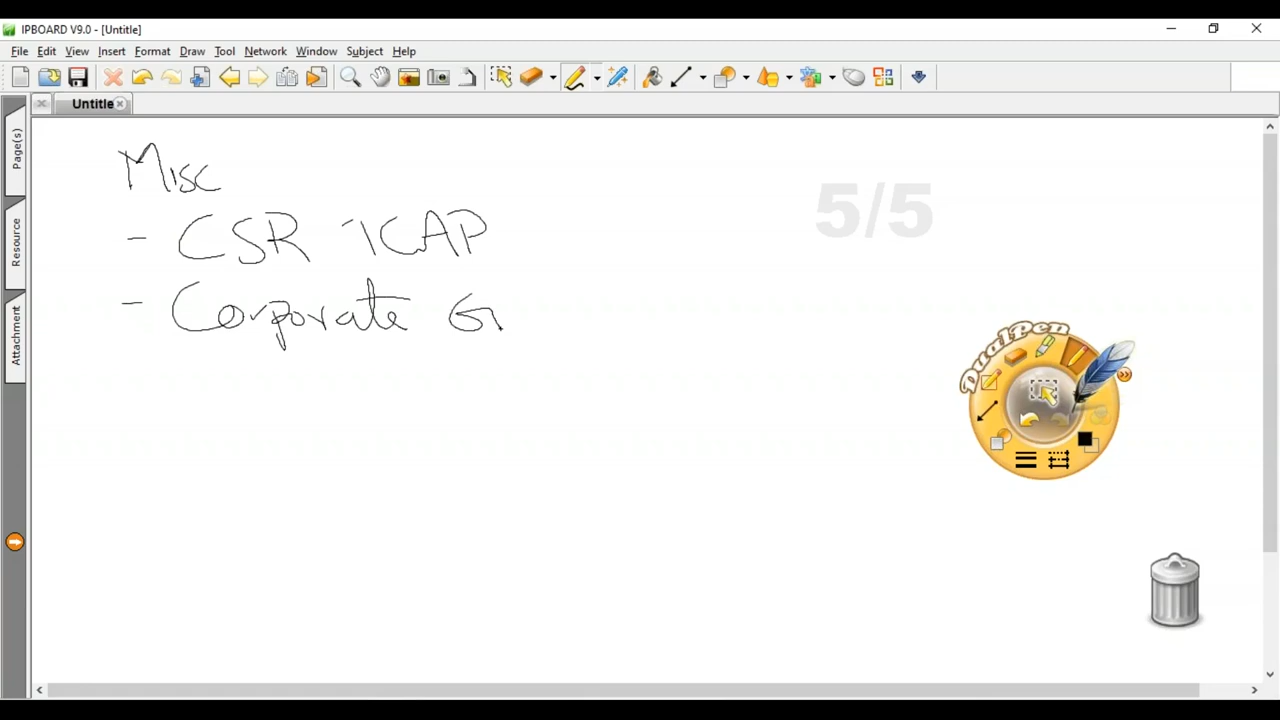 IPBOARD V9.0 - [Untitle]
File Edit View Insert Format Draw Tool Network Window Subject Help
Untitle
Page(s)
Resource
Attachment
Misc
5/5
- CSR ICAP
- Corporate G
DualPen